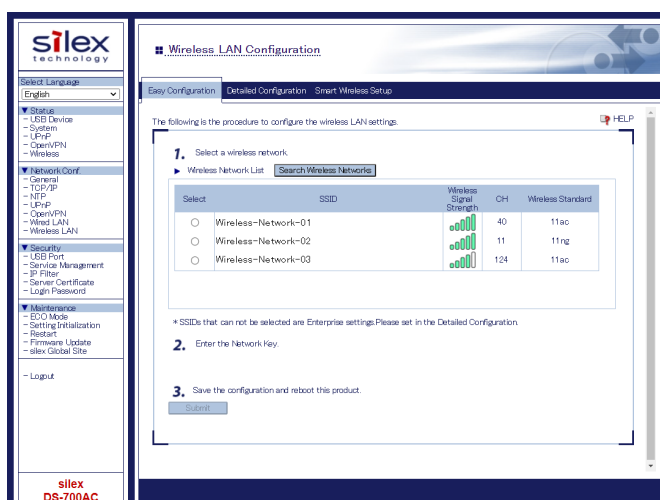 silex
technology
Select Language
English
▼ Status
- USB Device
- System
- UPnP
- OpenVPN
- Wireless
▼ Network Conf.
- General
- TCP/IP
- NTP
- UPnP
- OpenVPN
- Wired LAN
- Wireless LAN
▼ Security
- USB Port
- Service Management
- IP Filter
- Server Certificate
- Login Password
▼ Maintenance
- ECO Mode
- Setting Initialization
- Restart
- Firmware Update
- silex Global Site
- Logout
silex
DS-700AC
Wireless LAN Configuration
Easy Configuration Detailed Configuration Smart Wireless Setup
The following is the procedure to configure the wireless LAN settings.
HELP
1. Select a wireless network.
▶ Wireless Network List Search Wireless Networks
Select SSID Wireless Signal Strength CH Wireless Standard
Wireless-Network-01 40 11ac
Wireless-Network-02 11 11ng
Wireless-Network-03 124 11ac
* SSIDs that can not be selected are Enterprise settings.Please set in the Detailed Configuration.
2. Enter the Network Key.
3. Save the configuration and reboot this product.
Submit